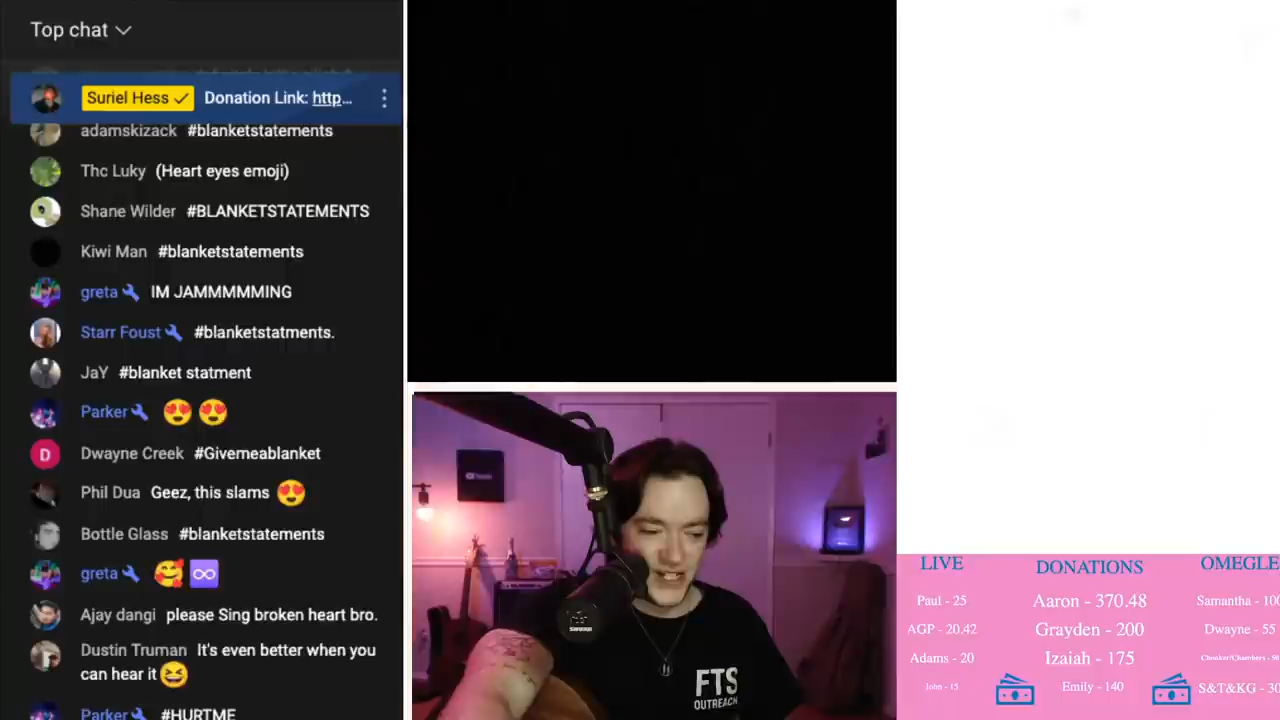 Top chat
Suriel Hess Donation Link: http...
adamskizack #blanketstatements
Thc Luky (Heart eyes emoji)
Shane Wilder #BLANKETSTATEMENTS
Kiwi Man #blanketstatements
greta IM JAMMMMMING
Starr Foust #blanketstatments.
JaY #blanket statment
Parker 😍 😍
D Dwayne Creek #Givemeablanket
Phil Dua Geez, this slams 😍
Bottle Glass #blanketstatements
greta 🥰 ♾
Ajay dangi please Sing broken heart bro.
Dustin Truman It's even better when you
can hear it 😆
Parker #HURTME
FTS
OUTREACH
LIVE
Paul - 25
AGP - 20.42
Adams - 20
John - 15
DONATIONS
Aaron - 370.48
Grayden - 200
Izaiah - 175
Emily - 140
OMEGLE
Samantha - 100
Dwayne - 55
S&T&KG - 30